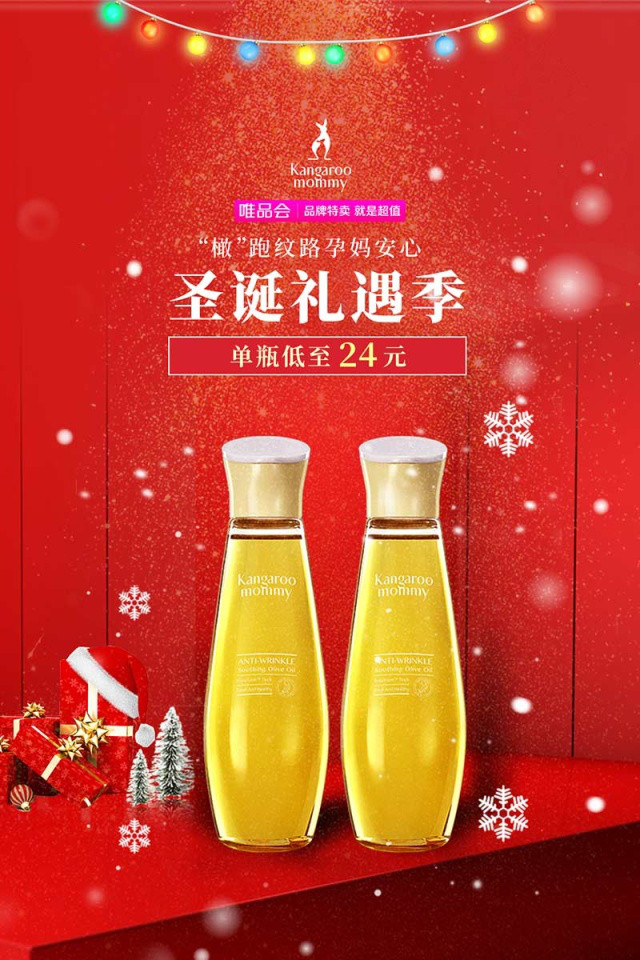 Kangaroo
mommy
唯品会 品牌特卖 就是超值
“橄”跑纹路孕妈安心
圣诞礼遇季
单瓶低至24元
Kangaroo
mommy
ANTI-WRINKLE
Soothing Olive Oil
Kangaroo
mommy
ANTI-WRINKLE
Soothing Olive Oil